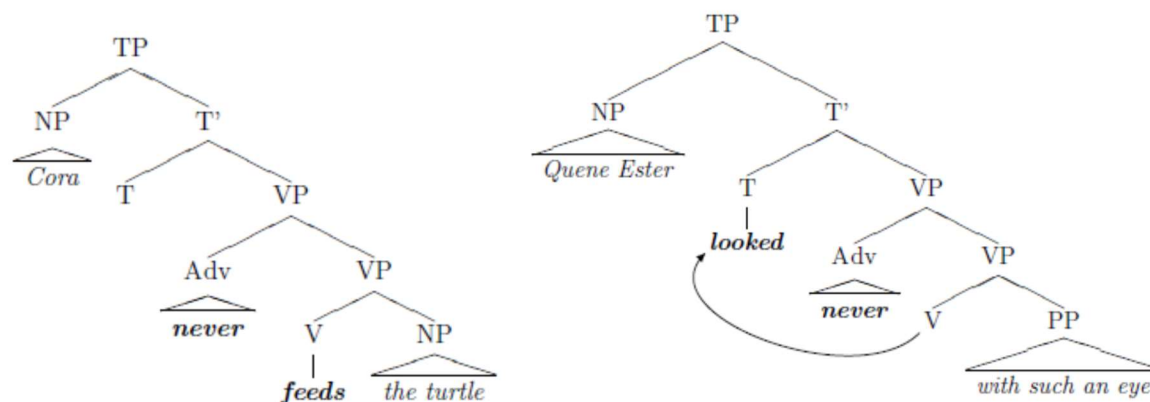 TP
NP T'
Cora
T VP
Adv VP
never
V NP
feeds the turtle
TP
NP T'
Quene Ester
T VP
looked
Adv VP
never
V PP
with such an eye